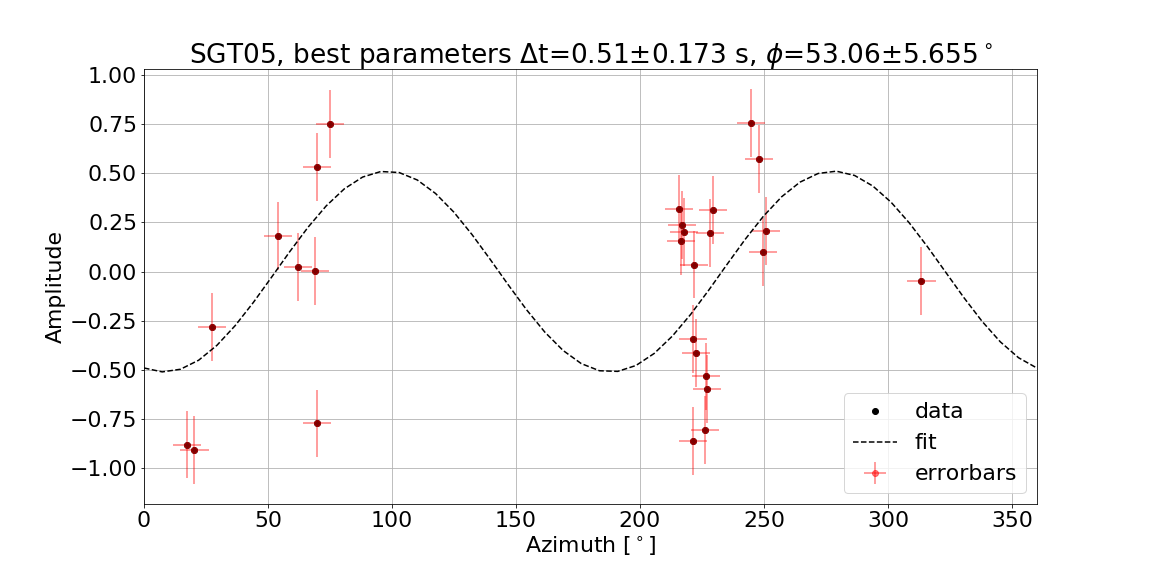 SGT05, best parameters Δt=0.51±0.173 s, ϕ=53.06±5.655°
1.00
0.75
0.50
0.25
0.00
−0.25
−0.50
−0.75
−1.00
Amplitude
data
fit
errorbars
0 50 100 150 200 250 300 350
Azimuth [°]